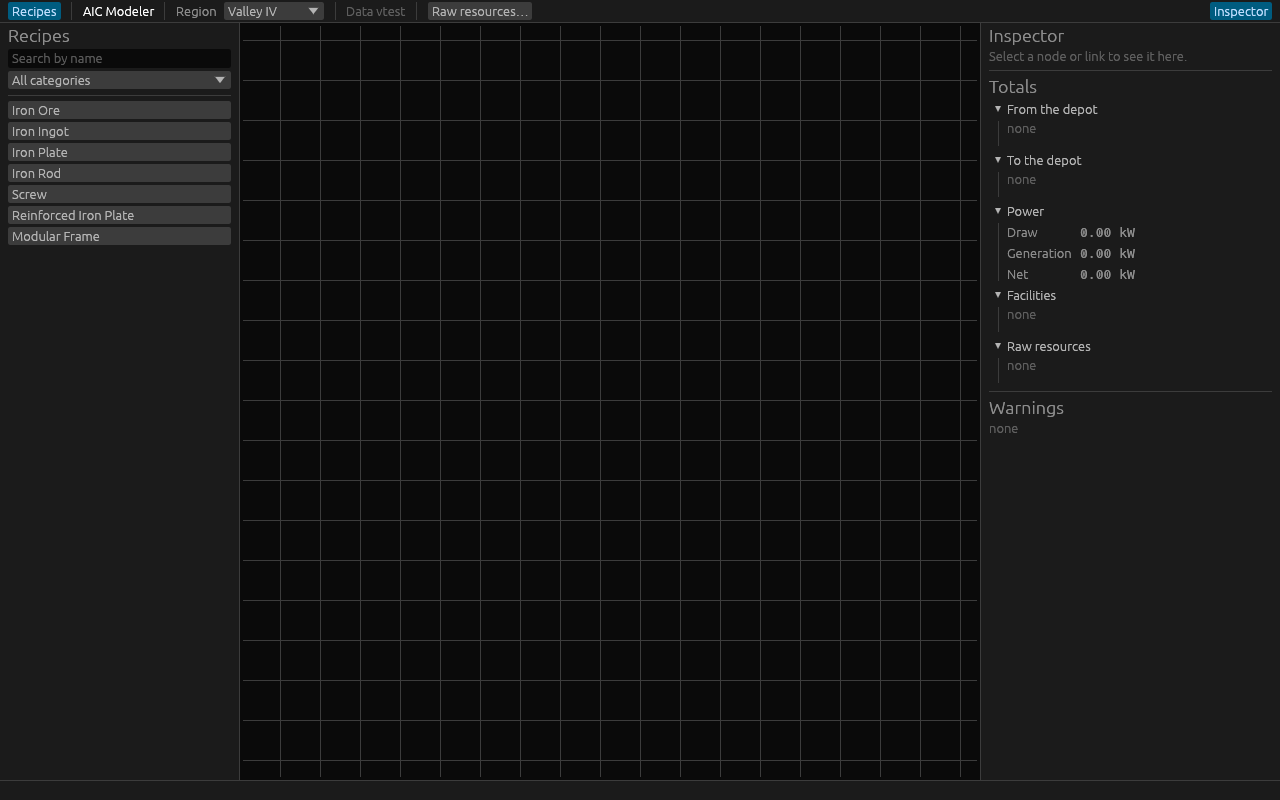 Recipes AIC Modeler Region Valley IV Data vtest Raw resources... Inspector
Recipes
Search by name
All categories
Iron Ore
Iron Ingot
Iron Plate
Iron Rod
Screw
Reinforced Iron Plate
Modular Frame
Inspector
Select a node or link to see it here.
Totals
From the depot
none
To the depot
none
Power
Draw 0.00 kW
Generation 0.00 kW
Net 0.00 kW
Facilities
none
Raw resources
none
Warnings
none